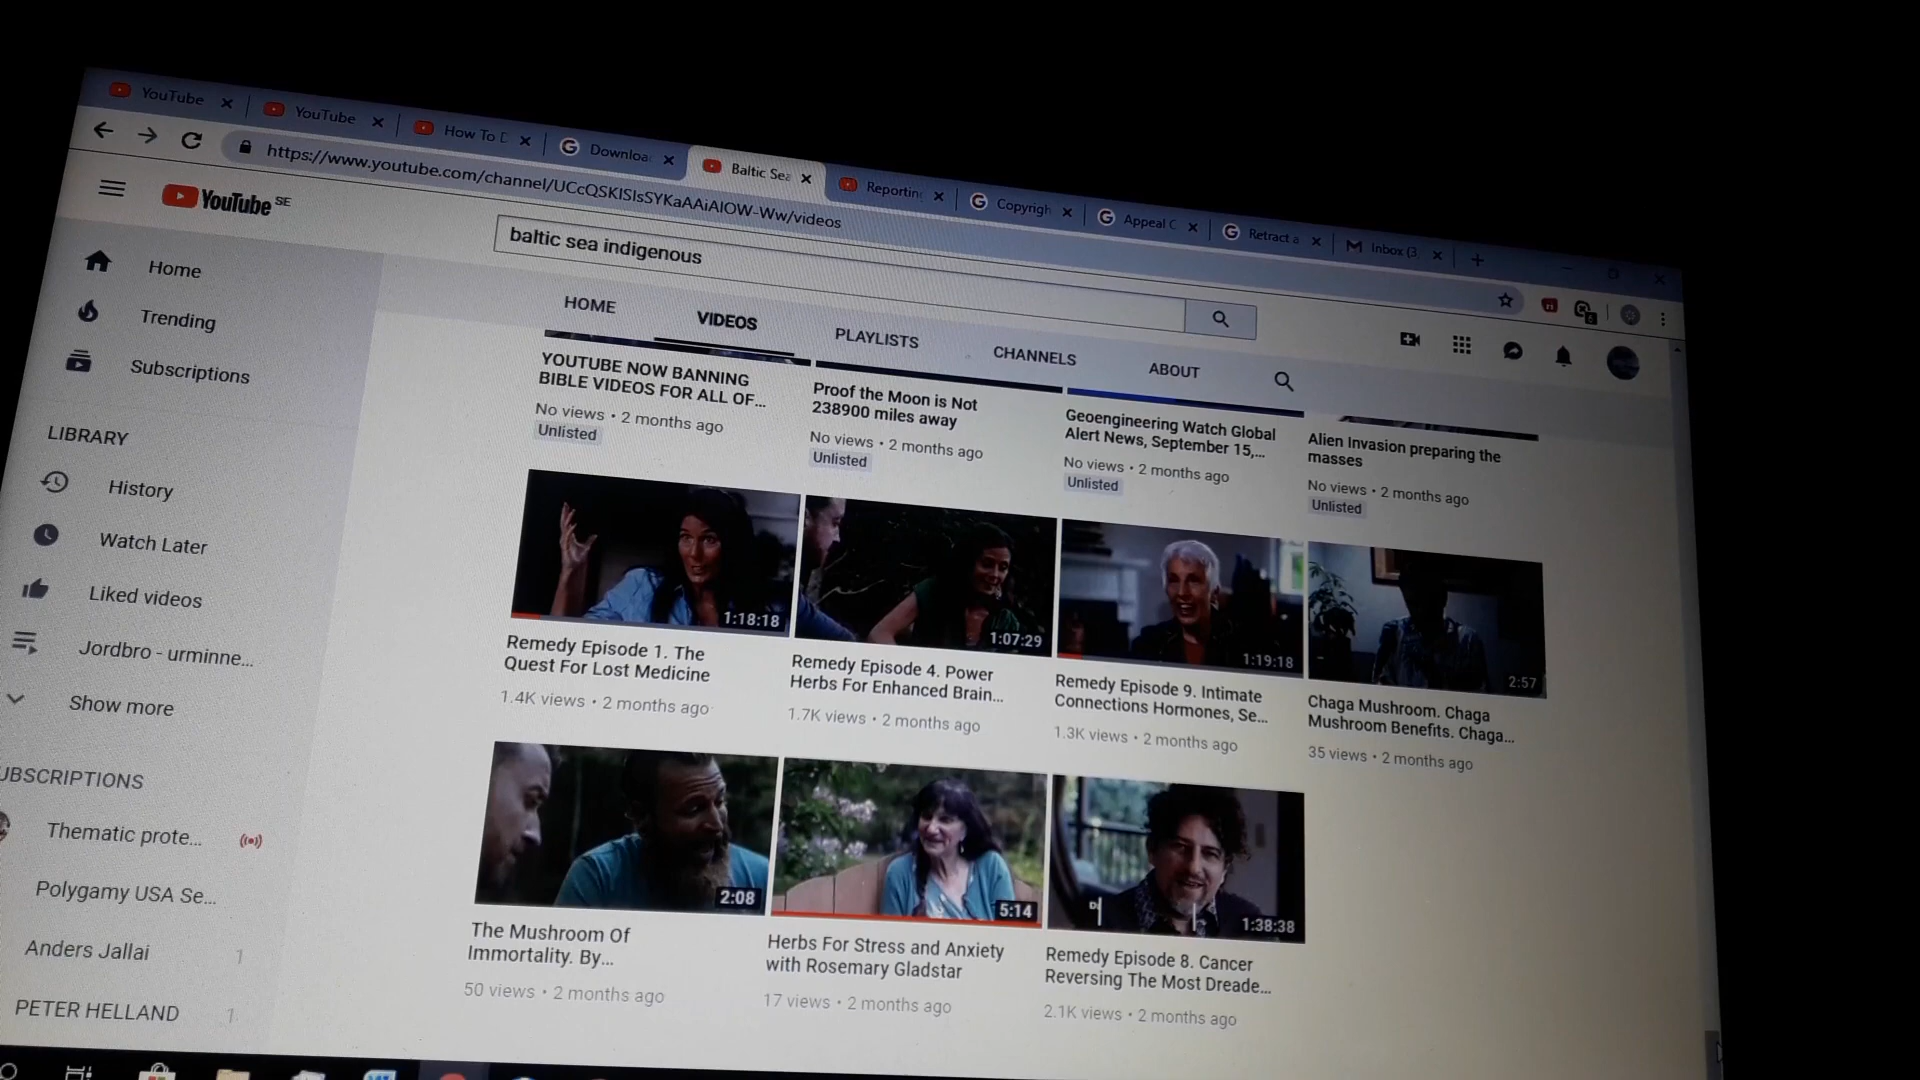 YouTube
YouTube
How To D
Downloa
Baltic Sea
Reporting
Copyrigh
Appeal C
Retract a
Inbox (3
https://www.youtube.com/channel/UCcQSKISIsSYKaAAiAIOW-Ww/videos
YouTube SE
baltic sea indigenous
Home
Trending
Subscriptions
LIBRARY
History
Watch Later
Liked videos
Jordbro - urminne...
Show more
UBSCRIPTIONS
Thematic prote...
Polygamy USA Se...
Anders Jallai 1
PETER HELLAND 1
HOME
VIDEOS
PLAYLISTS
CHANNELS
ABOUT
YOUTUBE NOW BANNING
BIBLE VIDEOS FOR ALL OF...
No views • 2 months ago
Unlisted
Proof the Moon is Not
238900 miles away
No views • 2 months ago
Unlisted
Geoengineering Watch Global
Alert News, September 15,...
No views • 2 months ago
Unlisted
Alien Invasion preparing the
masses
No views • 2 months ago
Unlisted
1:18:18
Remedy Episode 1. The
Quest For Lost Medicine
1.4K views • 2 months ago
1:07:29
Remedy Episode 4. Power
Herbs For Enhanced Brain...
1.7K views • 2 months ago
1:19:18
Remedy Episode 9. Intimate
Connections Hormones, Se...
1.3K views • 2 months ago
2:57
Chaga Mushroom. Chaga
Mushroom Benefits. Chaga...
35 views • 2 months ago
2:08
The Mushroom Of
Immortality. By...
50 views • 2 months ago
5:14
Herbs For Stress and Anxiety
with Rosemary Gladstar
17 views • 2 months ago
1:38:38
Remedy Episode 8. Cancer
Reversing The Most Dreade...
2.1K views • 2 months ago